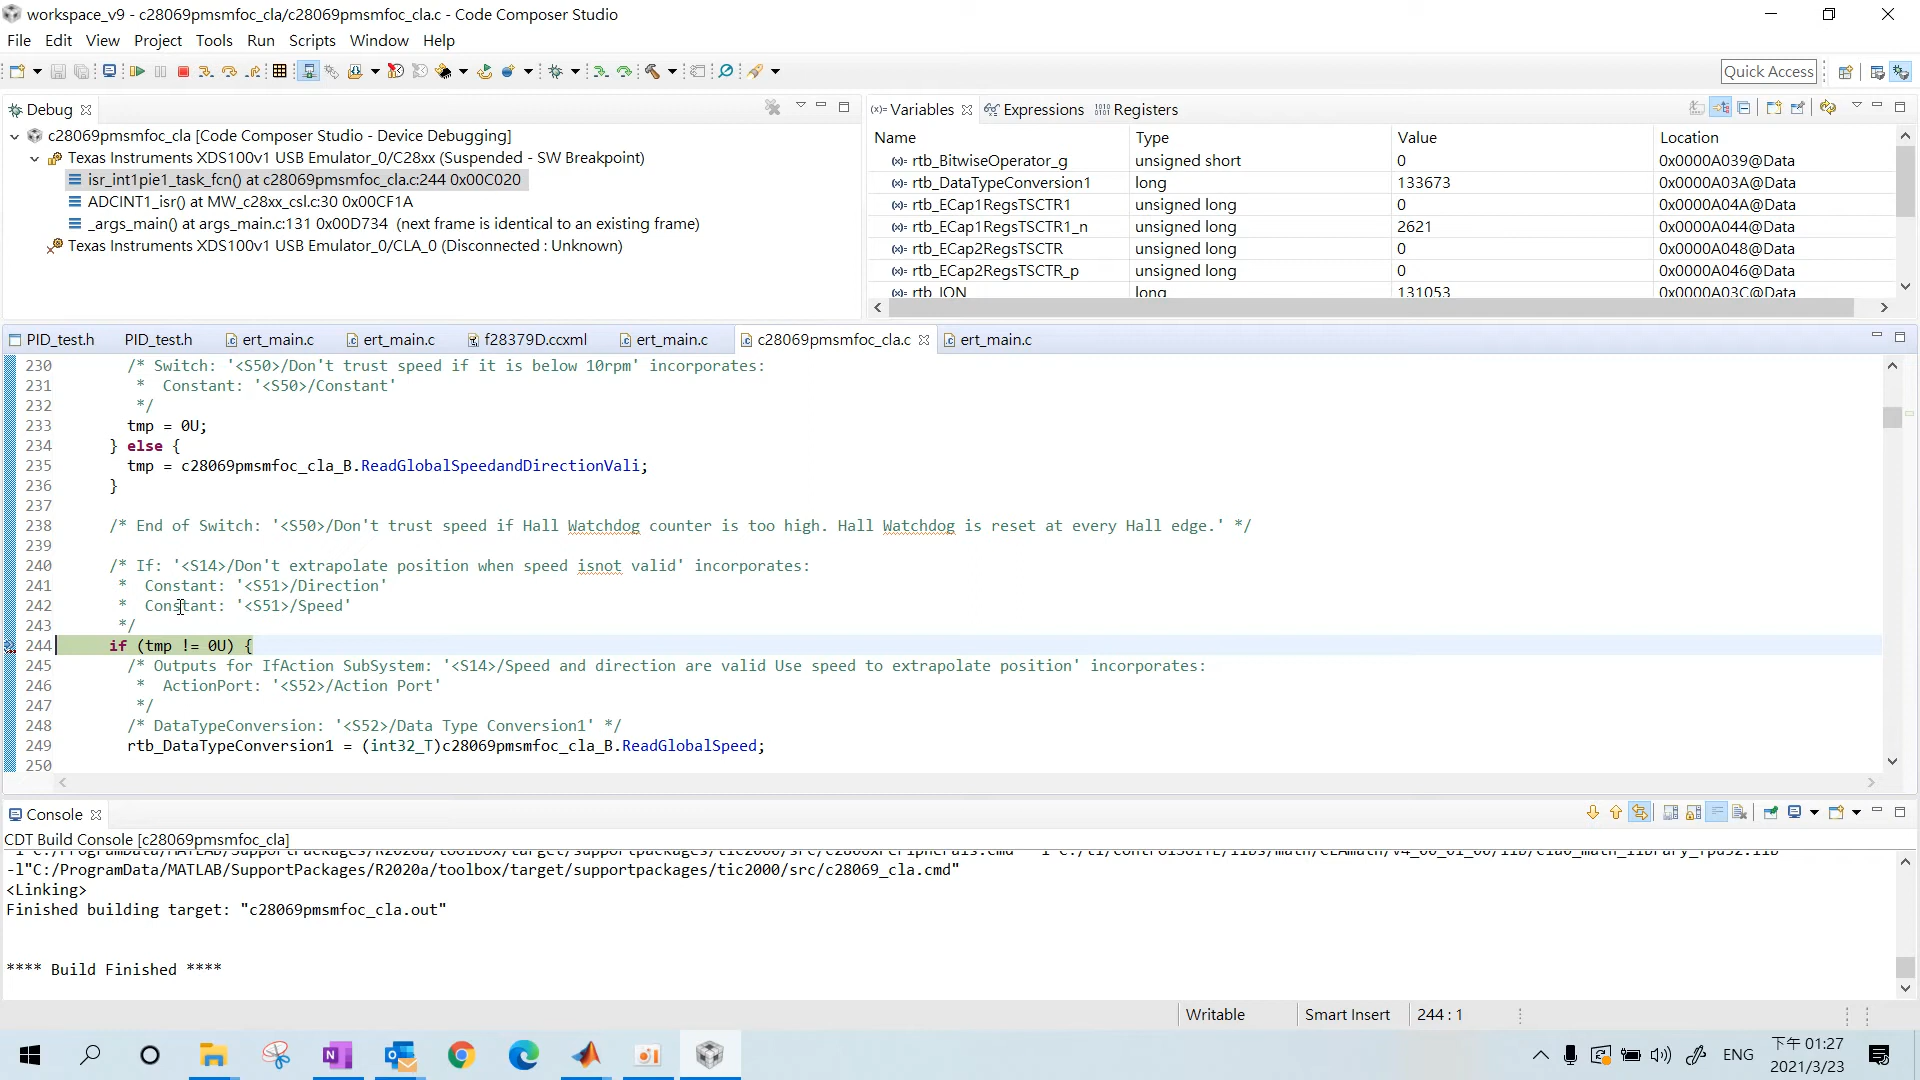 workspace_v9 - c28069pmsmfoc_cla/c28069pmsmfoc_cla.c - Code Composer Studio
File Edit View Project Tools Run Scripts Window Help
Quick Access
Debug
c28069pmsmfoc_cla [Code Composer Studio - Device Debugging]
Texas Instruments XDS100v1 USB Emulator_0/C28xx (Suspended - SW Breakpoint)
isr_int1pie1_task_fcn() at c28069pmsmfoc_cla.c:244 0x00C020
ADCINT1_isr() at MW_c28xx_csl.c:30 0x00CF1A
_args_main() at args_main.c:131 0x00D734 (next frame is identical to an existing frame)
Texas Instruments XDS100v1 USB Emulator_0/CLA_0 (Disconnected : Unknown)
(x)= Variables Expressions Registers
Name Type Value Location
(x)= rtb_BitwiseOperator_g unsigned short 0 0x0000A039@Data
(x)= rtb_DataTypeConversion1 long 133673 0x0000A03A@Data
(x)= rtb_ECap1RegsTSCTR1 unsigned long 0 0x0000A04A@Data
(x)= rtb_ECap1RegsTSCTR1_n unsigned long 2621 0x0000A044@Data
(x)= rtb_ECap2RegsTSCTR unsigned long 0 0x0000A048@Data
(x)= rtb_ECap2RegsTSCTR_p unsigned long 0 0x0000A046@Data
(x)= rtb_IQN long 131053 0x0000A03C@Data
PID_test.h PID_test.h ert_main.c ert_main.c f28379D.ccxml ert_main.c c28069pmsmfoc_cla.c ert_main.c
230 /* Switch: '<S50>/Don't trust speed if it is below 10rpm' incorporates:
231 * Constant: '<S50>/Constant'
232 */
233 tmp = 0U;
234 } else {
235 tmp = c28069pmsmfoc_cla_B.ReadGlobalSpeedandDirectionVali;
236 }
237
238 /* End of Switch: '<S50>/Don't trust speed if Hall Watchdog counter is too high. Hall Watchdog is reset at every Hall edge.' */
239
240 /* If: '<S14>/Don't extrapolate position when speed isnot valid' incorporates:
241 * Constant: '<S51>/Direction'
242 * Constant: '<S51>/Speed'
243 */
244 if (tmp != 0U) {
245 /* Outputs for IfAction SubSystem: '<S14>/Speed and direction are valid Use speed to extrapolate position' incorporates:
246 * ActionPort: '<S52>/Action Port'
247 */
248 /* DataTypeConversion: '<S52>/Data Type Conversion1' */
249 rtb_DataTypeConversion1 = (int32_T)c28069pmsmfoc_cla_B.ReadGlobalSpeed;
250
Console
CDT Build Console [c28069pmsmfoc_cla]
-l"C:/ProgramData/MATLAB/SupportPackages/R2020a/toolbox/target/supportpackages/tic2000/src/c28069_cla.cmd"
<Linking>
Finished building target: "c28069pmsmfoc_cla.out"
**** Build Finished ****
Writable Smart Insert 244 : 1
ENG 下午 01:27
2021/3/23